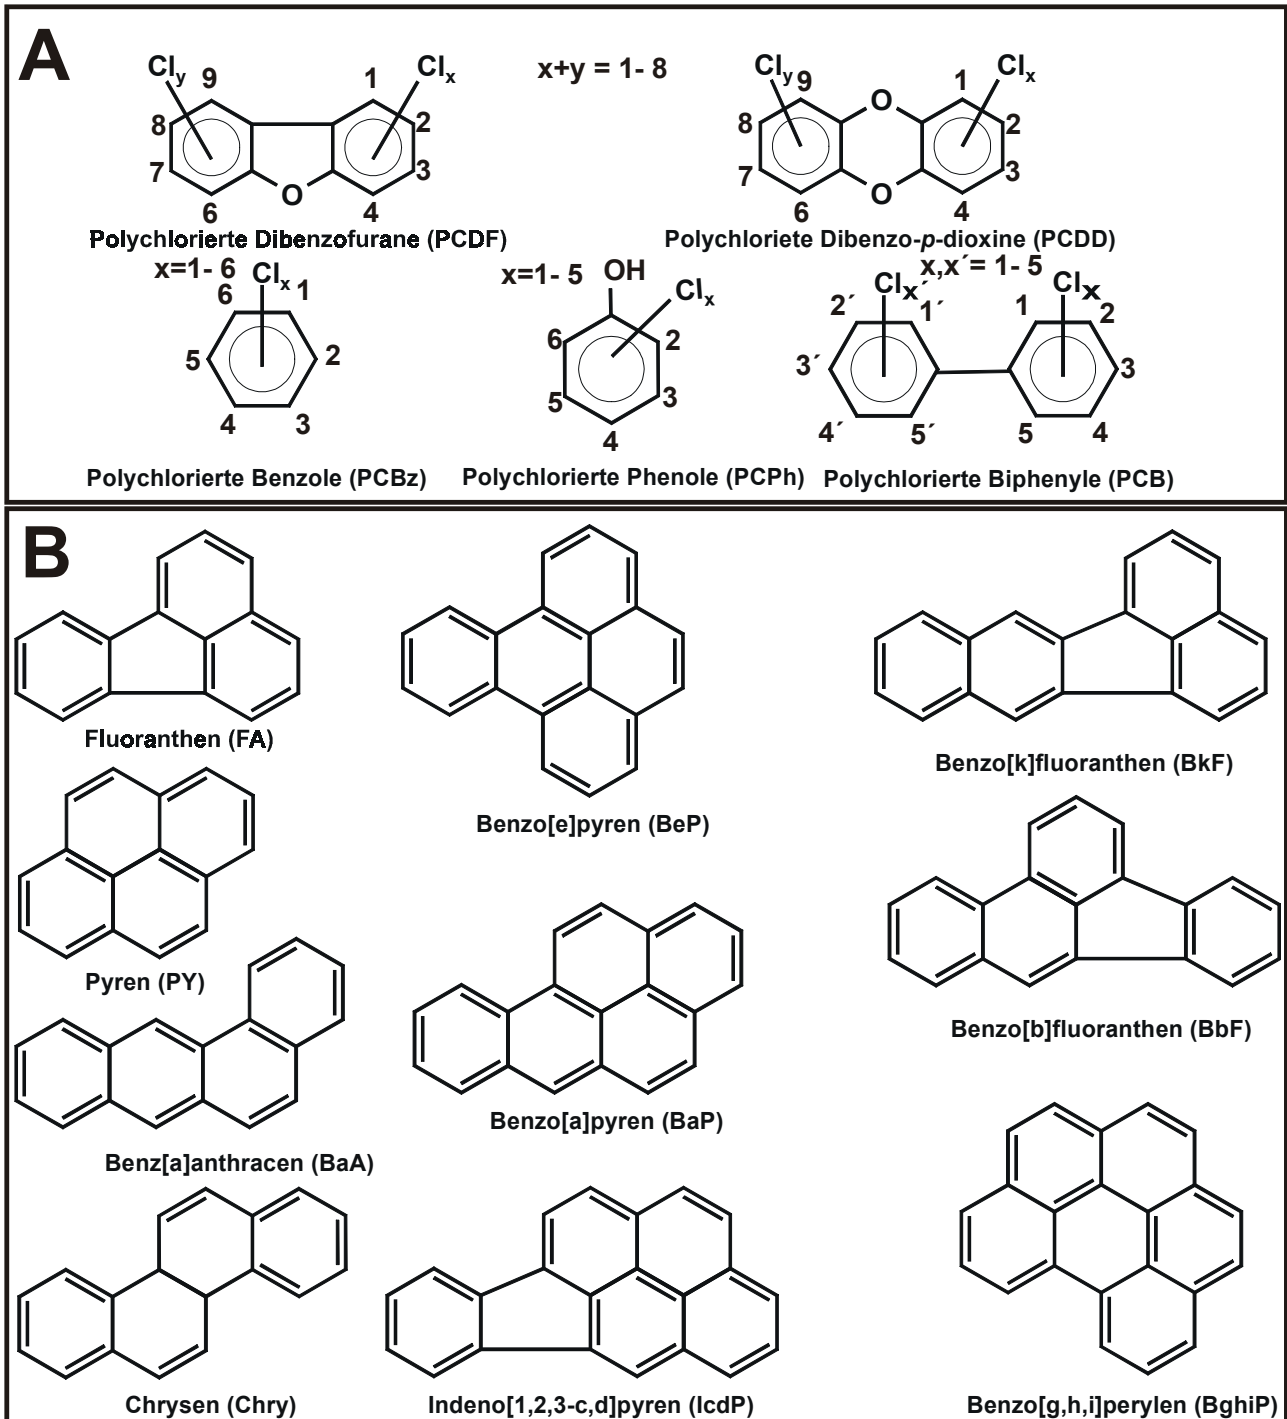 A
Cly 9 1 Clx
x+y = 1- 8
8 2
7 3
6 O 4
Polychlorierte Dibenzofurane (PCDF)
Cly 9 O 1 Clx
8 2
7 3
6 O 4
Polychloriete Dibenzo-p-dioxine (PCDD)
x=1- 6 Clx
6 1
5 2
4 3
Polychlorierte Benzole (PCBz)
x=1- 5 OH
Clx
6 2
5 3
4
Polychlorierte Phenole (PCPh)
x,x´= 1- 5
Clx´ Clx
2´ 1´ 1 2
3´ 3
4´ 5´ 5 4
Polychlorierte Biphenyle (PCB)
B
Fluoranthen (FA)
Benzo[e]pyren (BeP)
Benzo[k]fluoranthen (BkF)
Pyren (PY)
Benzo[a]pyren (BaP)
Benzo[b]fluoranthen (BbF)
Benz[a]anthracen (BaA)
Chrysen (Chry)
Indeno[1,2,3-c,d]pyren (IcdP)
Benzo[g,h,i]perylen (BghiP)